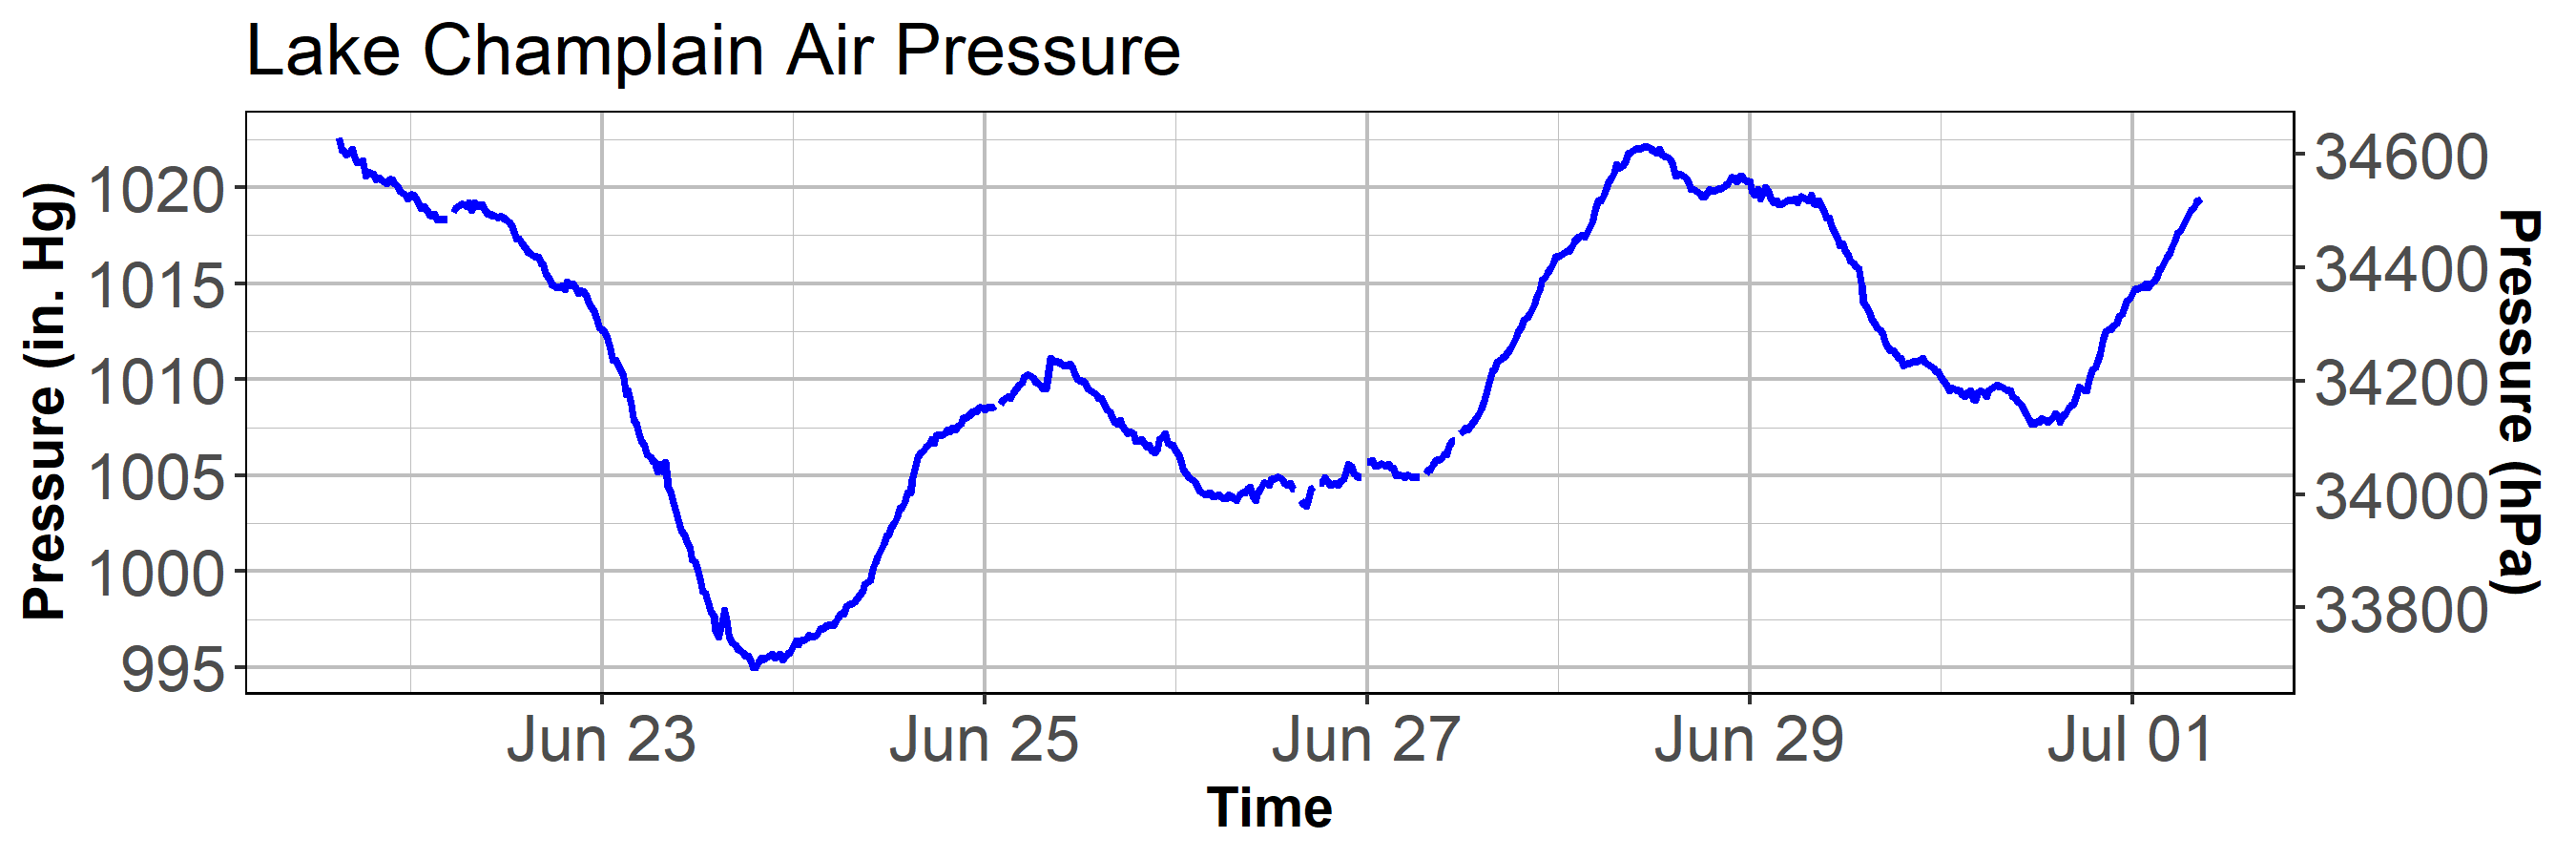 Lake Champlain Air Pressure
Pressure (in. Hg)
1020
1015
1010
1005
1000
995
34600
34400
34200
34000
33800
Pressure (hPa)
Jun 23
Jun 25
Jun 27
Jun 29
Jul 01
Time